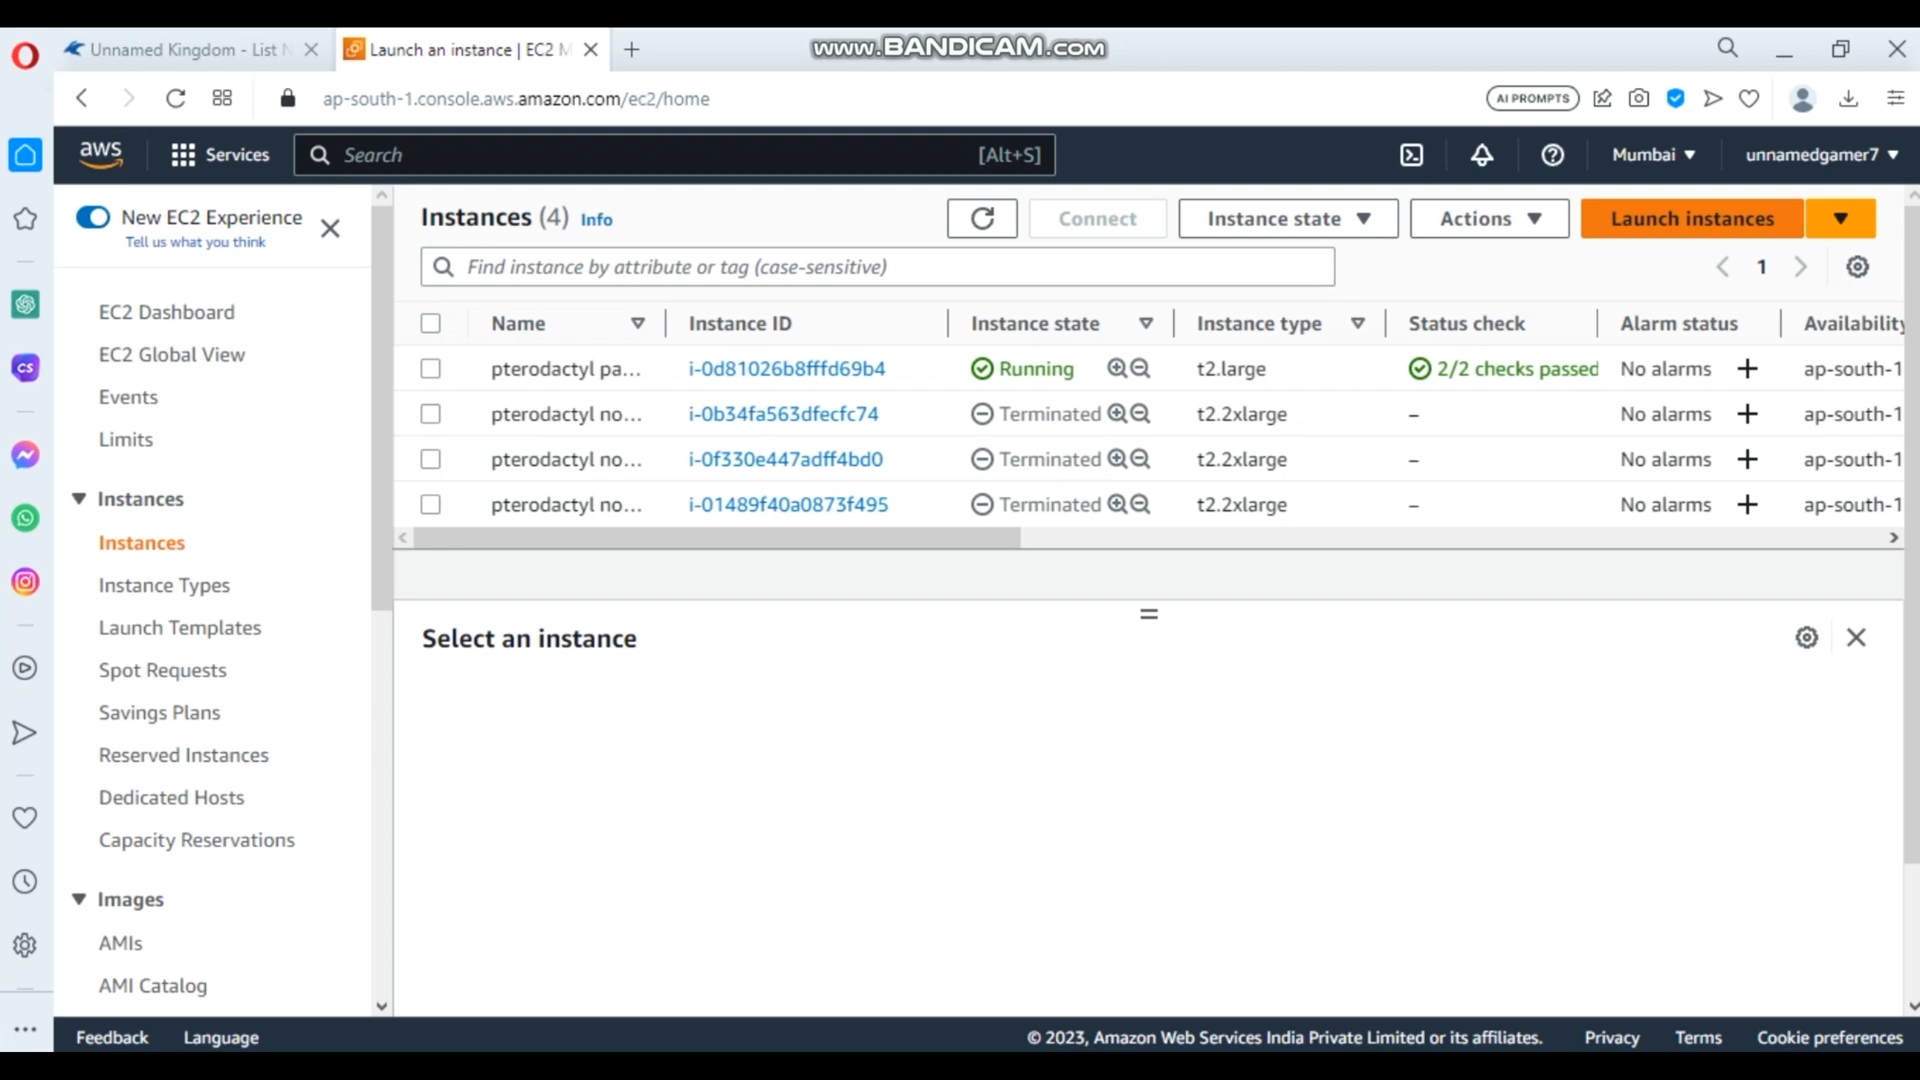 Unnamed Kingdom - List N
Launch an instance | EC2 M
www.BANDICAM.com
ap-south-1.console.aws.amazon.com/ec2/home
AI PROMPTS
aws
Services
Search
[Alt+S]
Mumbai
unnamedgamer7
New EC2 Experience
Tell us what you think
EC2 Dashboard
EC2 Global View
Events
Limits
Instances
Instances
Instance Types
Launch Templates
Spot Requests
Savings Plans
Reserved Instances
Dedicated Hosts
Capacity Reservations
Images
AMIs
AMI Catalog
Instances (4) Info
Connect
Instance state
Actions
Launch instances
Find instance by attribute or tag (case-sensitive)
1
Name Instance ID Instance state Instance type Status check Alarm status Availability
pterodactyl pa... i-0d81026b8fffd69b4 Running t2.large 2/2 checks passed No alarms + ap-south-1
pterodactyl no... i-0b34fa563dfecfc74 Terminated t2.2xlarge – No alarms + ap-south-1
pterodactyl no... i-0f330e447adff4bd0 Terminated t2.2xlarge – No alarms + ap-south-1
pterodactyl no... i-01489f40a0873f495 Terminated t2.2xlarge – No alarms + ap-south-1
Select an instance
CS
Feedback Language © 2023, Amazon Web Services India Private Limited or its affiliates. Privacy Terms Cookie preferences